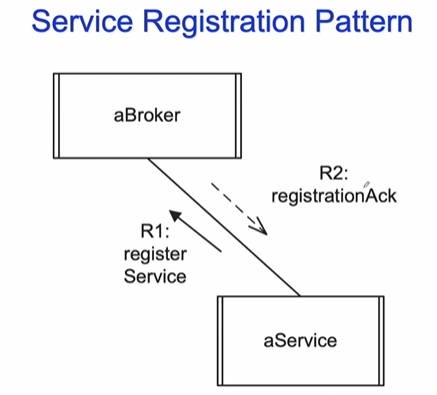 Service Registration Pattern
aBroker
R2:
registrationAck
R1:
register
Service
aService